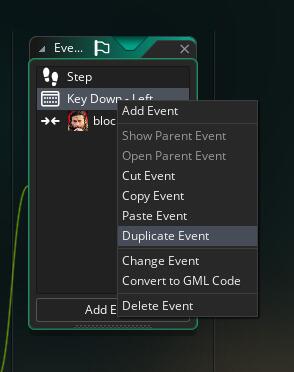 Eve...
Step
Key Down - Left
bloc
Add Event
Show Parent Event
Open Parent Event
Cut Event
Copy Event
Paste Event
Duplicate Event
Change Event
Convert to GML Code
Delete Event
Add E